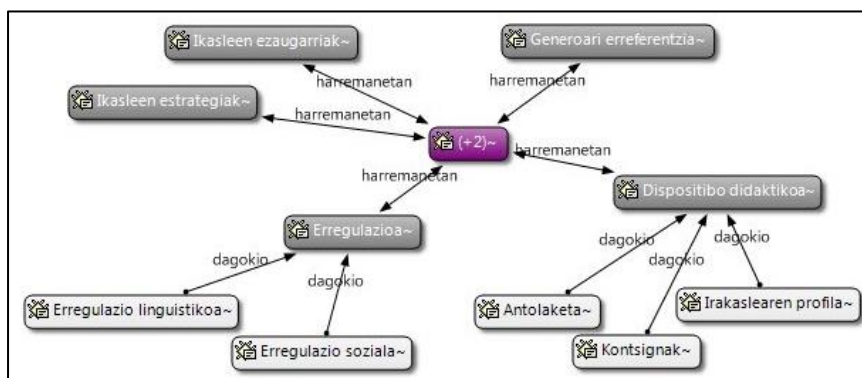 Ikasleen ezaugarriak~
Generoari erreferentzia~
harremanetan
harremanetan
Ikasleen estrategiak~
harremanetan
(+2)~
harremanetan
harremanetan
Dispositibo didaktikoa~
Erregulazioa~
dagokio
dagokio
dagokio
dagokio
dagokio
Erregulazio linguistikoa~
Antolaketa~
Irakaslearen profila~
Erregulazio soziala~
Kontsignak~